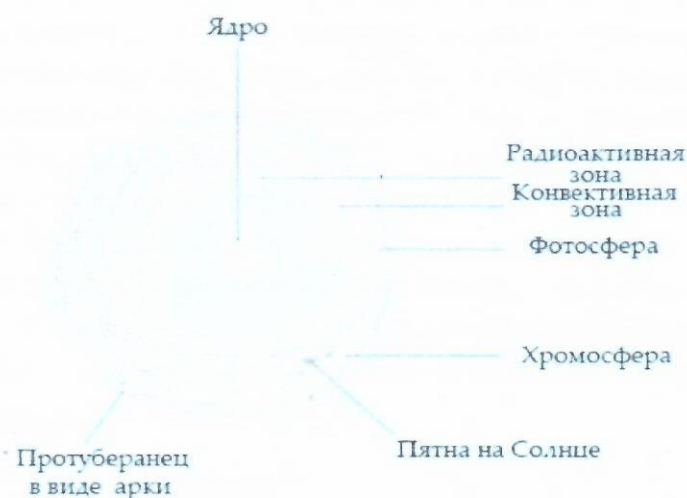 Ядро
Радиоактивная
зона
Конвективная
зона
Фотосфера
Хромосфера
Пятна на Солнце
Протуберанец
в виде арки